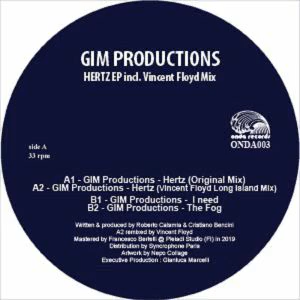 GIM PRODUCTIONS
HERTZ EP incl. Vincent Floyd Mix
onda records
ONDA003
side A
33 rpm
A1 - GIM Productions - Hertz (Original Mix)
A2 - GIM Productions - Hertz (Vincent Floyd Long Island Mix)
B1 - GIM Productions - I need
B2 - GIM Productions - The Fog
Written & produced by Roberto Calamia & Cristiano Bencini
A2 remixed by Vincent Floyd
Mastered by Francesco Bertelli @ Pleiadi Studio (Fi) in 2019
Distribution by Syncrophone Paris
Artwork by Nepo Collage
Executive Production : Gianluca Marcelli